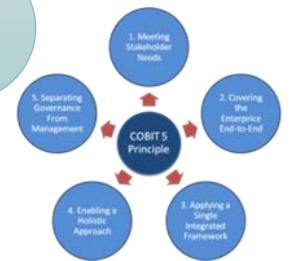 1. Meeting
Stakeholder
Needs
5. Separating
Governance
From
Management
2. Covering
the
Enterprice
End-to-End
COBIT 5
Principle
4. Enabling a
Holistic
Approach
3. Applying a
Single
Integrated
Framework